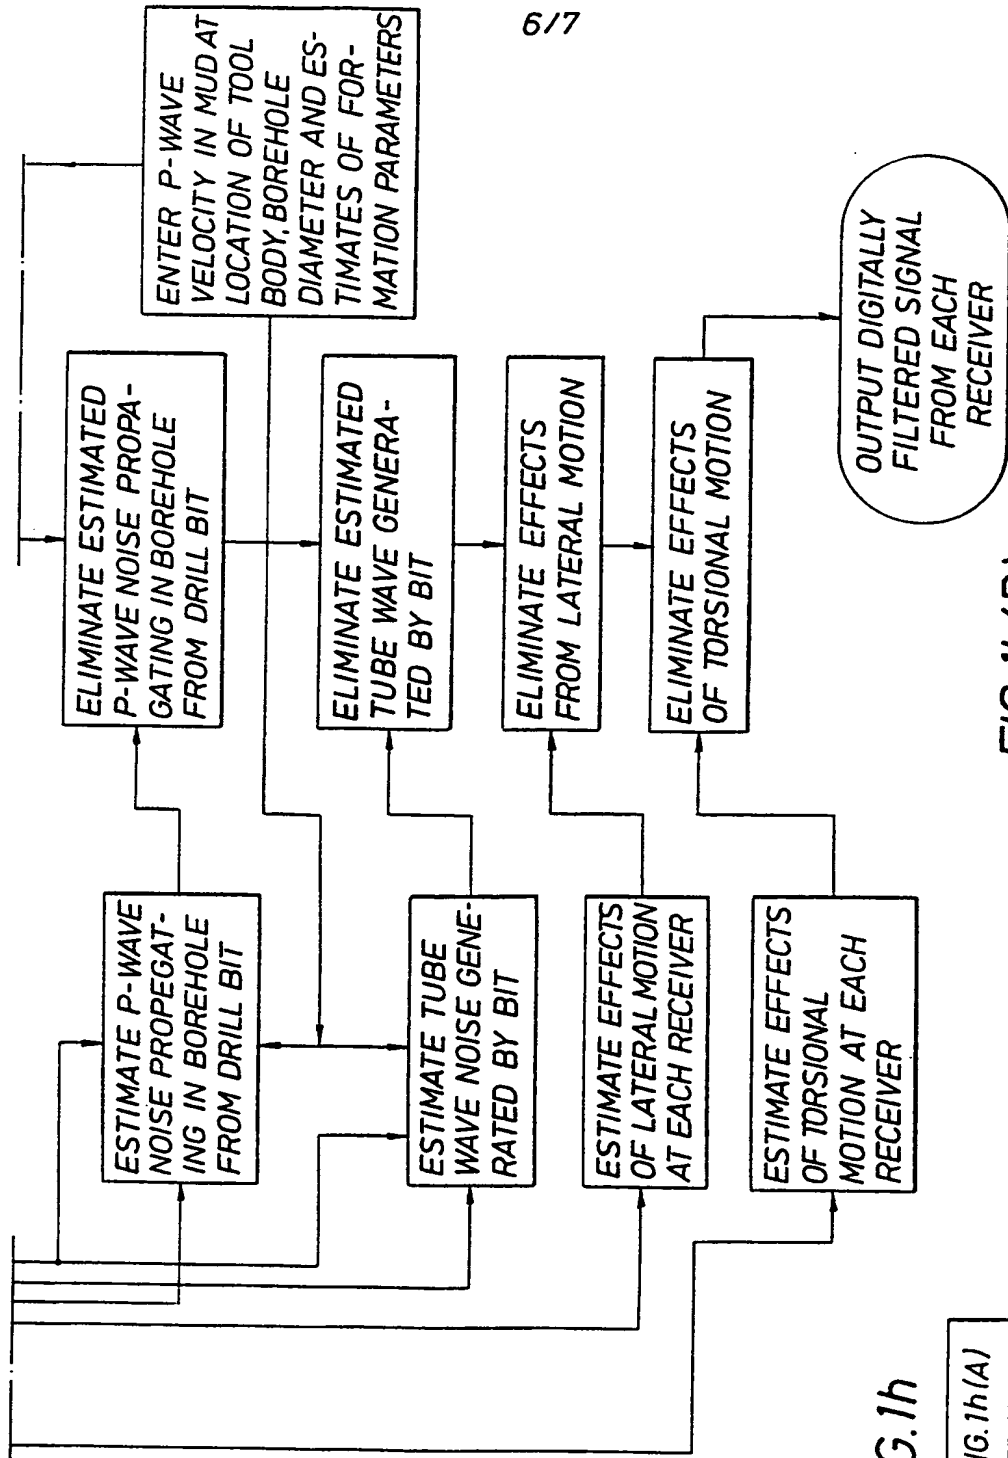 6/7
ENTER P-WAVE
VELOCITY IN MUD AT
LOCATION OF TOOL
BODY, BOREHOLE
DIAMETER AND ES-
TIMATES OF FOR-
MATION PARAMETERS
ELIMINATE ESTIMATED
P-WAVE NOISE PROPA-
GATING IN BOREHOLE
FROM DRILL BIT
ELIMINATE ESTIMATED
TUBE WAVE GENERA-
TED BY BIT
ELIMINATE EFFECTS
FROM LATERAL MOTION
ELIMINATE EFFECTS
OF TORSIONAL MOTION
OUTPUT DIGITALLY
FILTERED SIGNAL
FROM EACH
RECEIVER
ESTIMATE P-WAVE
NOISE PROPEGAT-
ING IN BOREHOLE
FROM DRILL BIT
ESTIMATE TUBE
WAVE NOISE GENE-
RATED BY BIT
ESTIMATE EFFECTS
OF LATERAL MOTION
AT EACH RECEIVER
ESTIMATE EFFECTS
OF TORSIONAL
MOTION AT EACH
RECEIVER
G.1h
IG.1h(A)